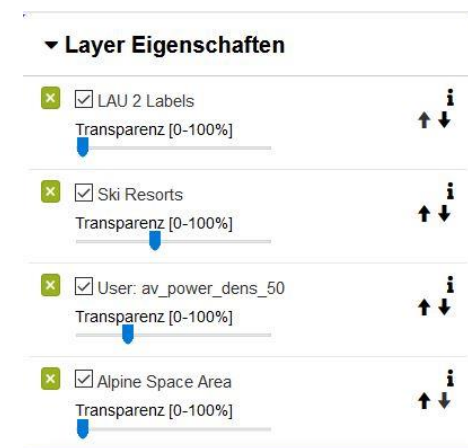 Layer Eigenschaften
LAU 2 Labels
Transparenz [0-100%]
Ski Resorts
Transparenz [0-100%]
User: av_power_dens_50
Transparenz [0-100%]
Alpine Space Area
Transparenz [0-100%]